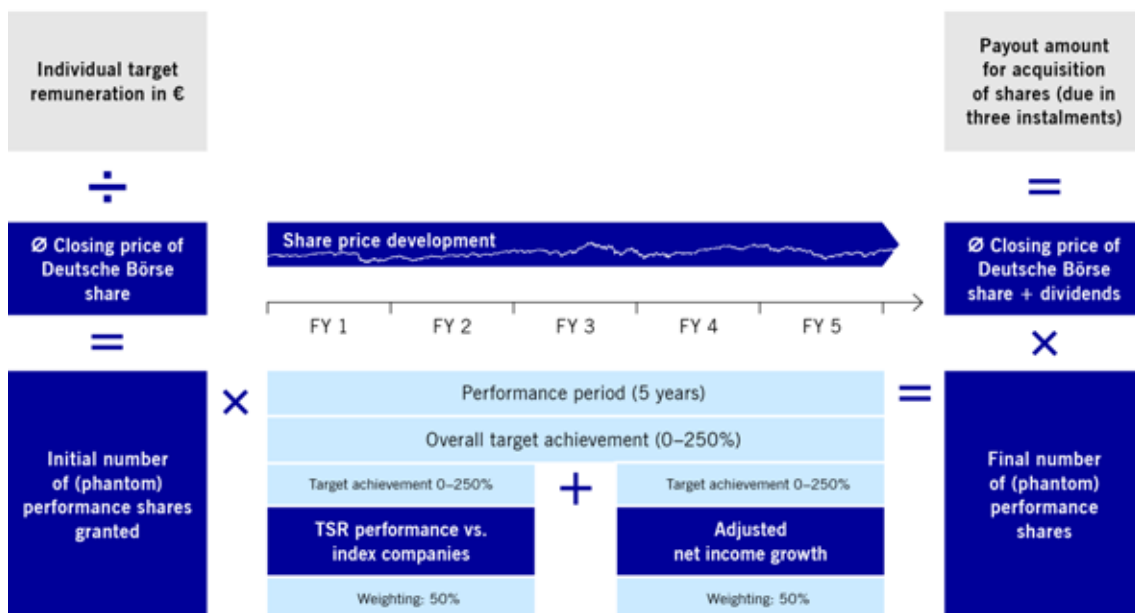 Individual target
remuneration in €
÷
Ø Closing price of
Deutsche Börse
share
=
Initial number
of (phantom)
performance shares
granted
×
Share price development
FY 1 FY 2 FY 3 FY 4 FY 5
Performance period (5 years)
Overall target achievement (0–250%)
Target achievement 0–250%
TSR performance vs.
index companies
Weighting: 50%
+
Target achievement 0–250%
Adjusted
net income growth
Weighting: 50%
=
Payout amount
for acquisition
of shares (due in
three instalments)
=
Ø Closing price of
Deutsche Börse
share + dividends
×
Final number
of (phantom)
performance
shares